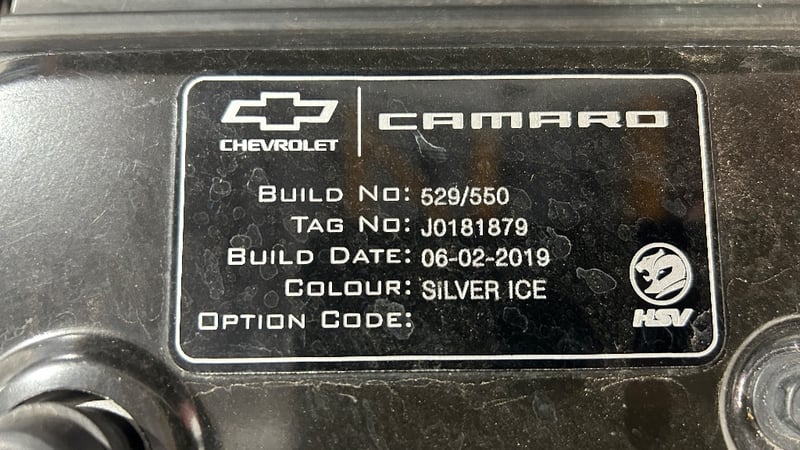 CHEVROLET
CAMARO
BUILD NO: 529/550
TAG NO: J0181879
BUILD DATE: 06-02-2019
COLOUR: SILVER ICE
OPTION CODE:
HSV